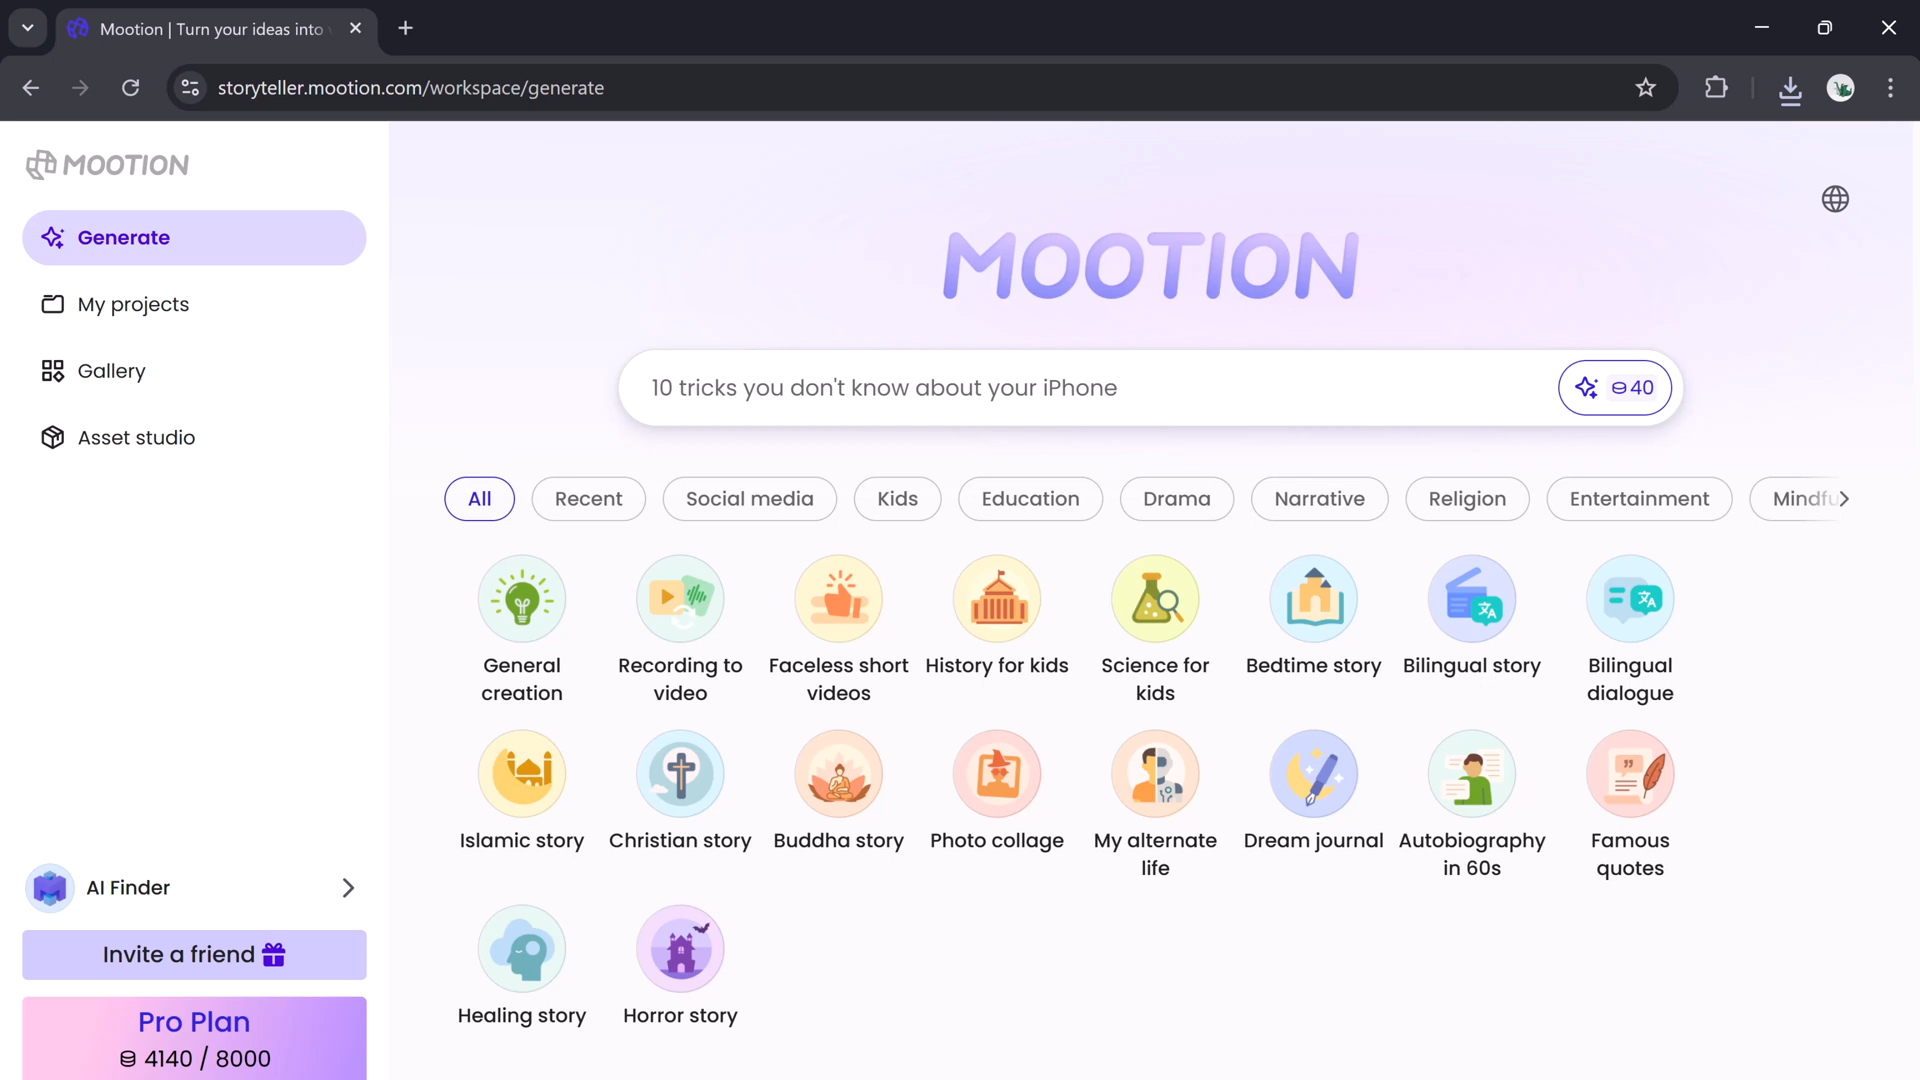 Mootion | Turn your ideas into
storyteller.mootion.com/workspace/generate
MOOTION
Generate
My projects
Gallery
Asset studio
AI Finder
Invite a friend
Pro Plan
4140 / 8000
MOOTION
10 tricks you don't know about your iPhone
40
All
Recent
Social media
Kids
Education
Drama
Narrative
Religion
Entertainment
Mindfu
General
creation
Recording to
video
Faceless short
videos
History for kids
Science for
kids
Bedtime story
Bilingual story
Bilingual
dialogue
Islamic story
Christian story
Buddha story
Photo collage
My alternate
life
Dream journal
Autobiography
in 60s
Famous
quotes
Healing story
Horror story